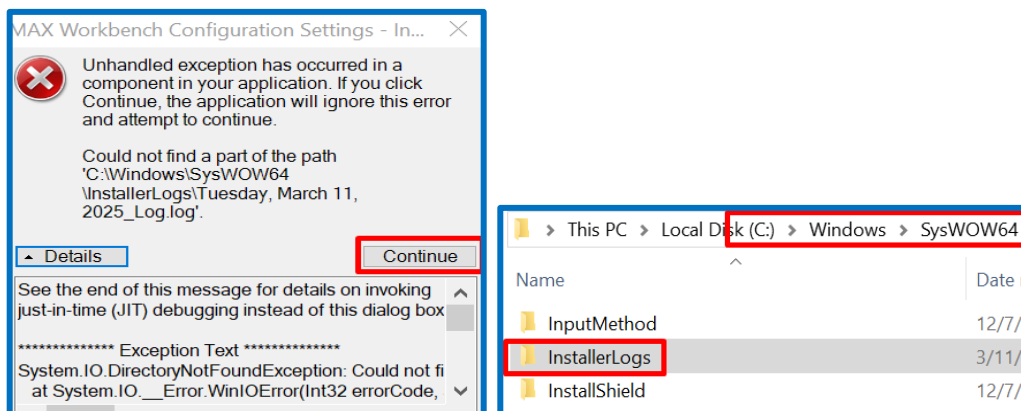 MAX Workbench Configuration Settings - In...
Unhandled exception has occurred in a
component in your application. If you click
Continue, the application will ignore this error
and attempt to continue.
Could not find a part of the path
'C:\Windows\SysWOW64
\InstallerLogs\Tuesday, March 11,
2025_Log.log'.
Details
Continue
See the end of this message for details on invoking
just-in-time (JIT) debugging instead of this dialog box
************** Exception Text **************
System.IO.DirectoryNotFoundException: Could not fi
at System.IO.__Error.WinIOError(Int32 errorCode,
This PC > Local Disk (C:) > Windows > SysWOW64
Name
Date
InputMethod
12/7/
InstallerLogs
3/11/
InstallShield
12/7/